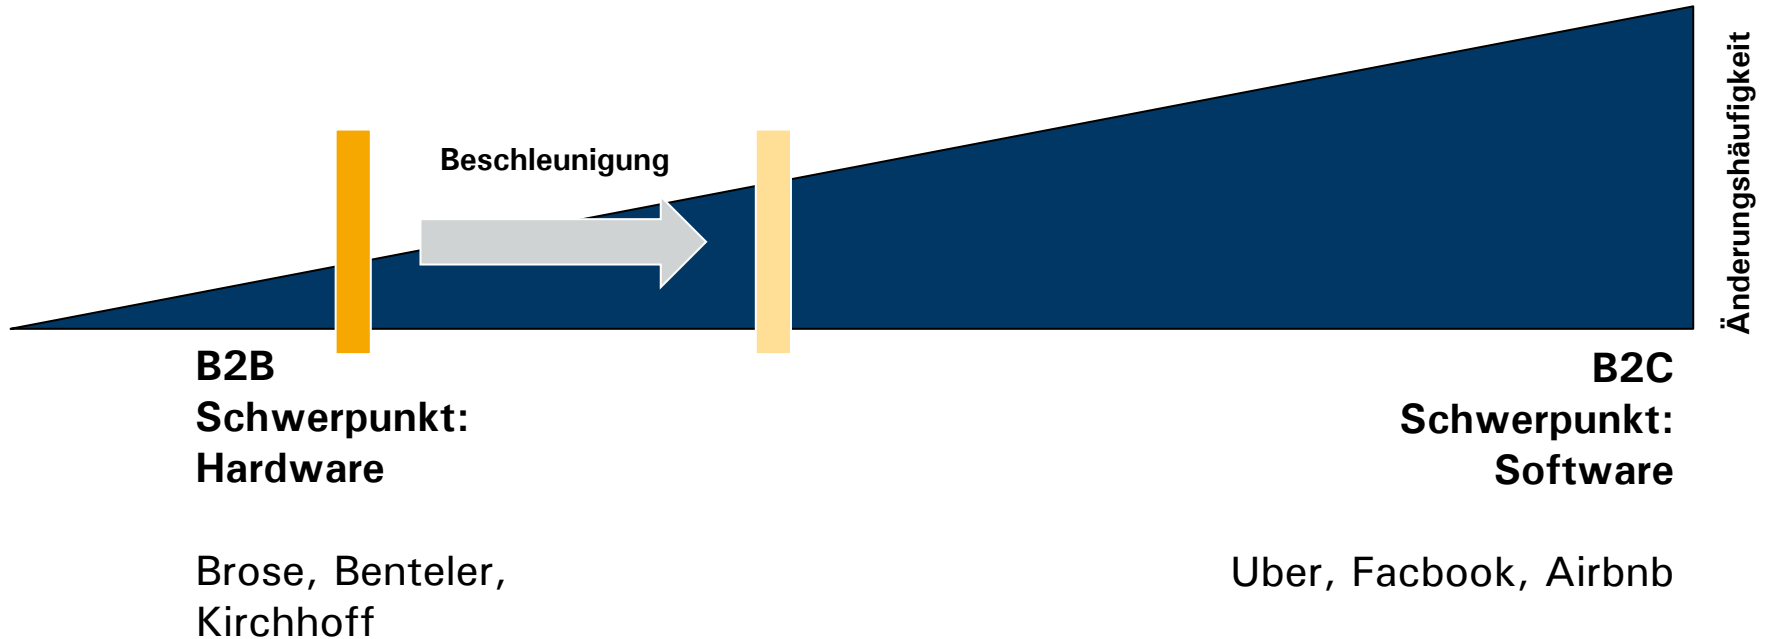 Beschleunigung
Änderungshäufigkeit
B2B
Schwerpunkt:
Hardware
Brose, Benteler,
Kirchhoff
B2C
Schwerpunkt:
Software
Uber, Facbook, Airbnb